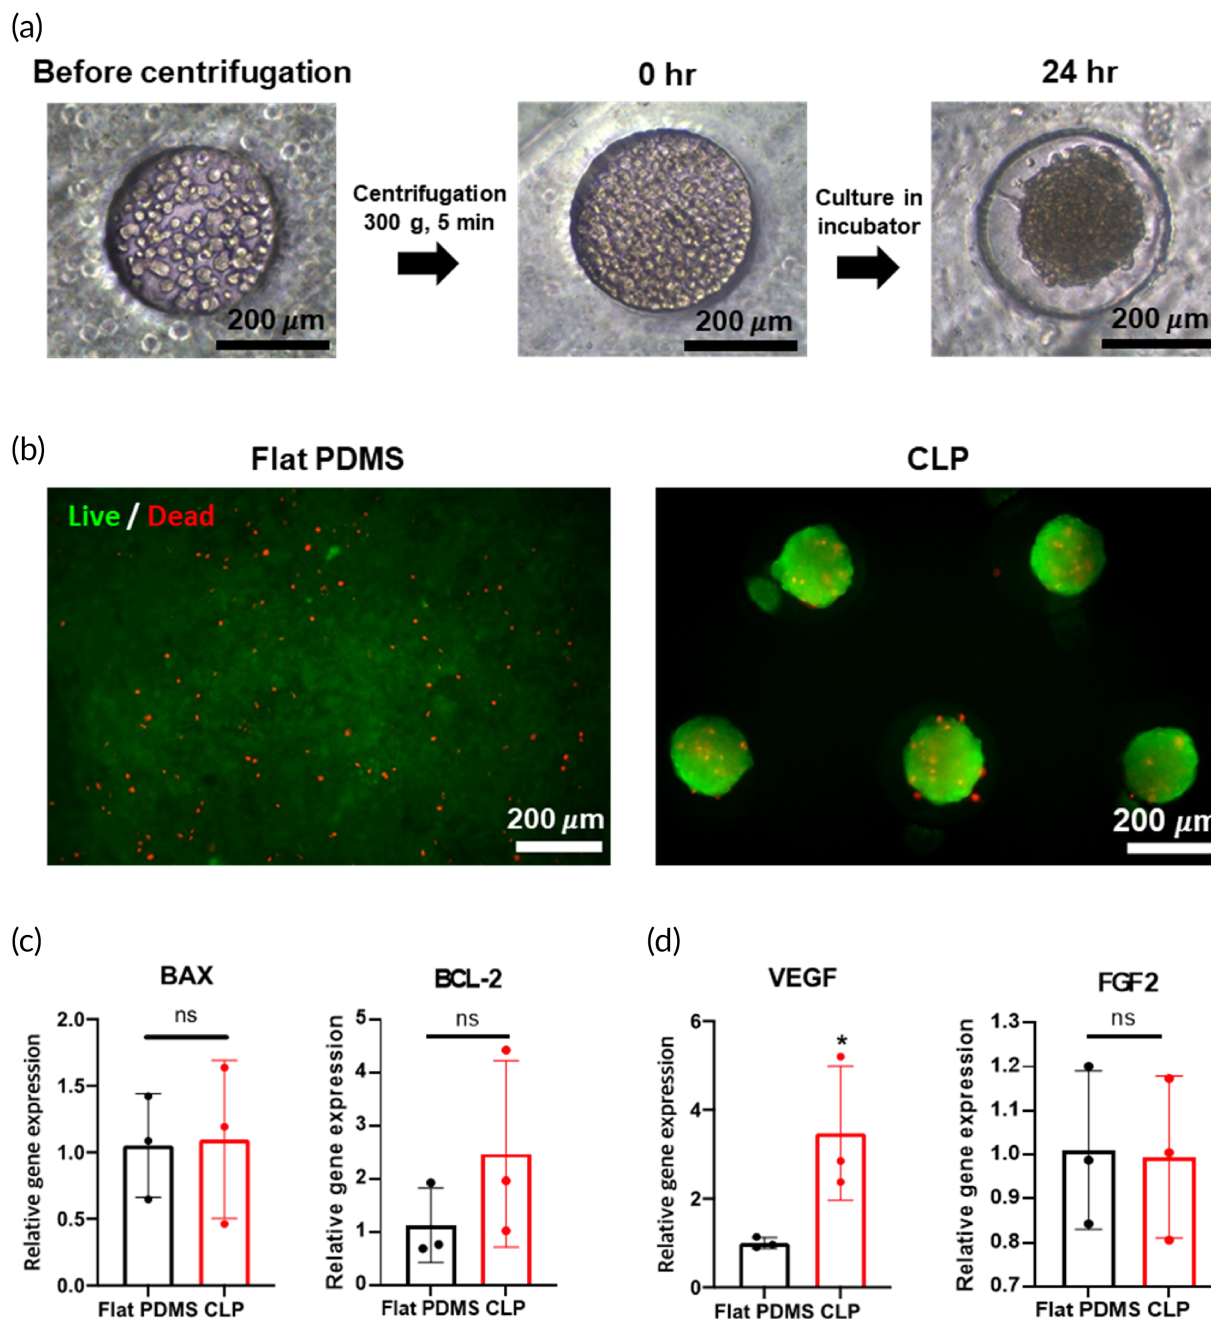 (a)
Before centrifugation
0 hr
24 hr
Centrifugation
300 g, 5 min
Culture in
incubator
200 μm
200 μm
200 μm
(b)
Flat PDMS
CLP
Live / Dead
200 μm
200 μm
(c)
(d)
BAX
ns
Relative gene expression
2.0
1.5
1.0
0.5
0.0
Flat PDMS CLP
BCL-2
ns
Relative gene expression
5
4
3
2
1
0
Flat PDMS CLP
VEGF
*
Relative gene expression
6
4
2
0
Flat PDMS CLP
FGF2
ns
Relative gene expression
1.3
1.2
1.1
1.0
0.9
0.8
0.7
Flat PDMS CLP